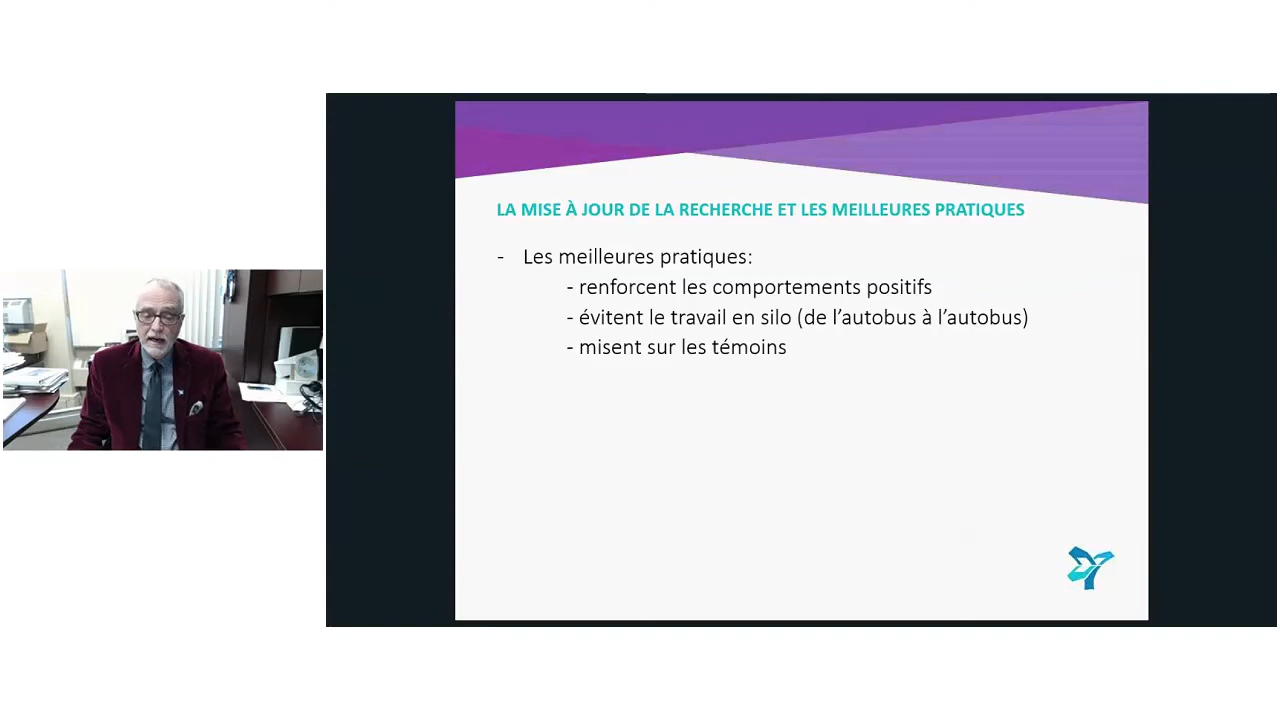 LA MISE À JOUR DE LA RECHERCHE ET LES MEILLEURES PRATIQUES
- Les meilleures pratiques:
- renforcent les comportements positifs
- évitent le travail en silo (de l’autobus à l’autobus)
- misent sur les témoins